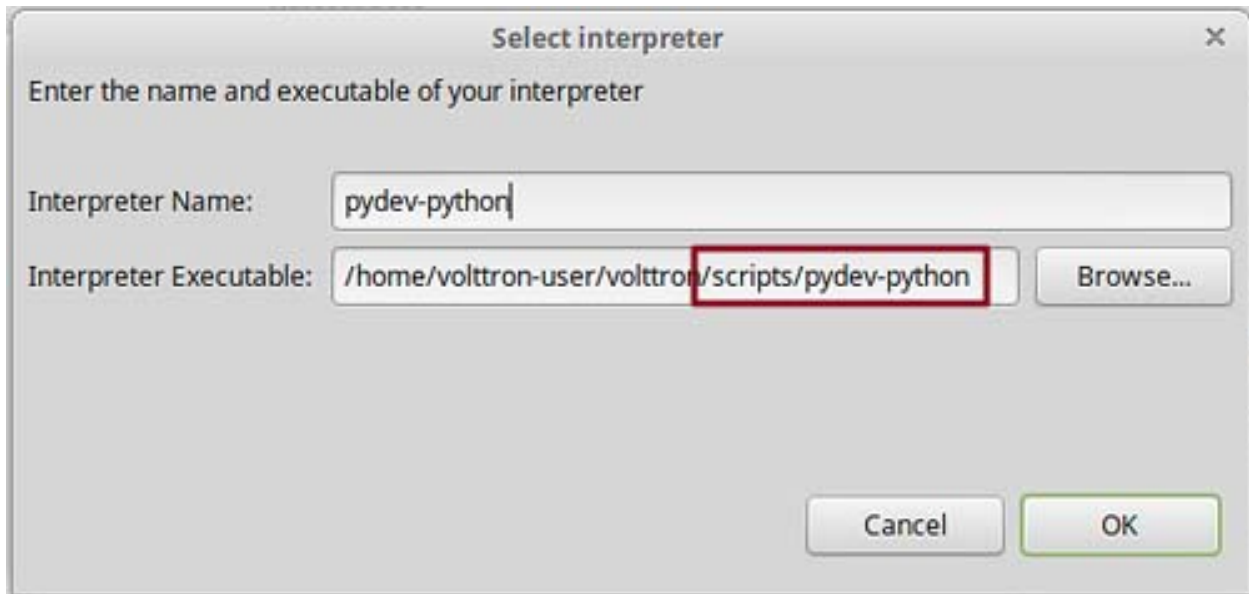 Select interpreter
Enter the name and executable of your interpreter
Interpreter Name: pydev-python
Interpreter Executable: /home/volttron-user/volttron/scripts/pydev-python Browse...
Cancel OK